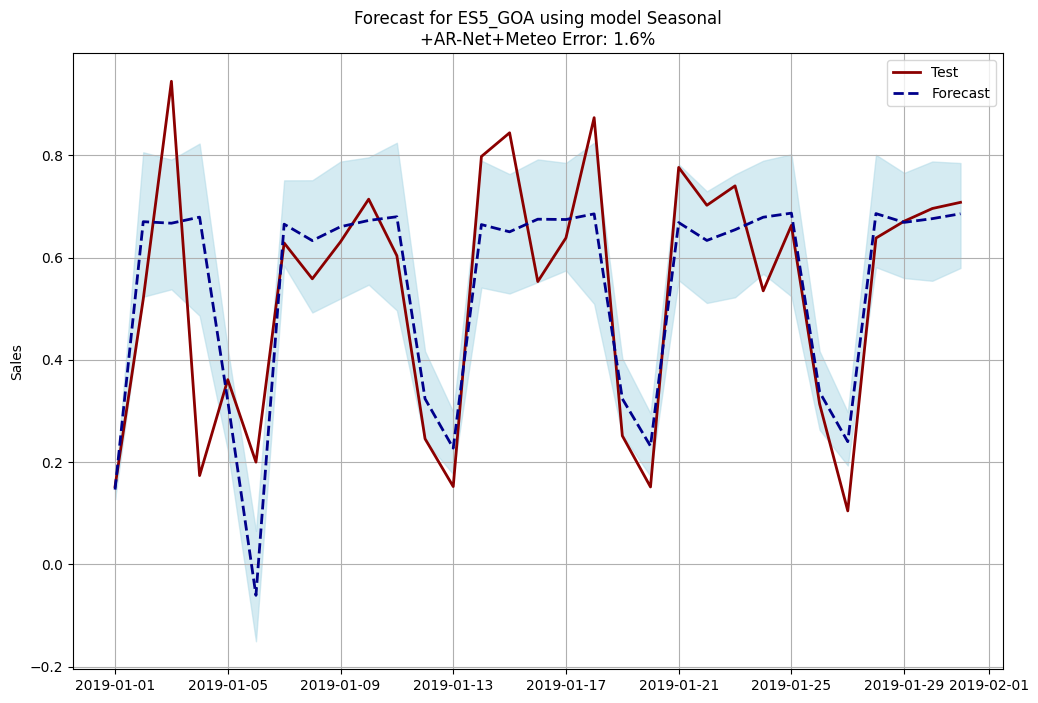 Forecast for ES5_GOA using model Seasonal
+AR-Net+Meteo Error: 1.6%
Test
Forecast
Sales
0.8
0.6
0.4
0.2
0.0
−0.2
2019-01-01 2019-01-05 2019-01-09 2019-01-13 2019-01-17 2019-01-21 2019-01-25 2019-01-29 2019-02-01